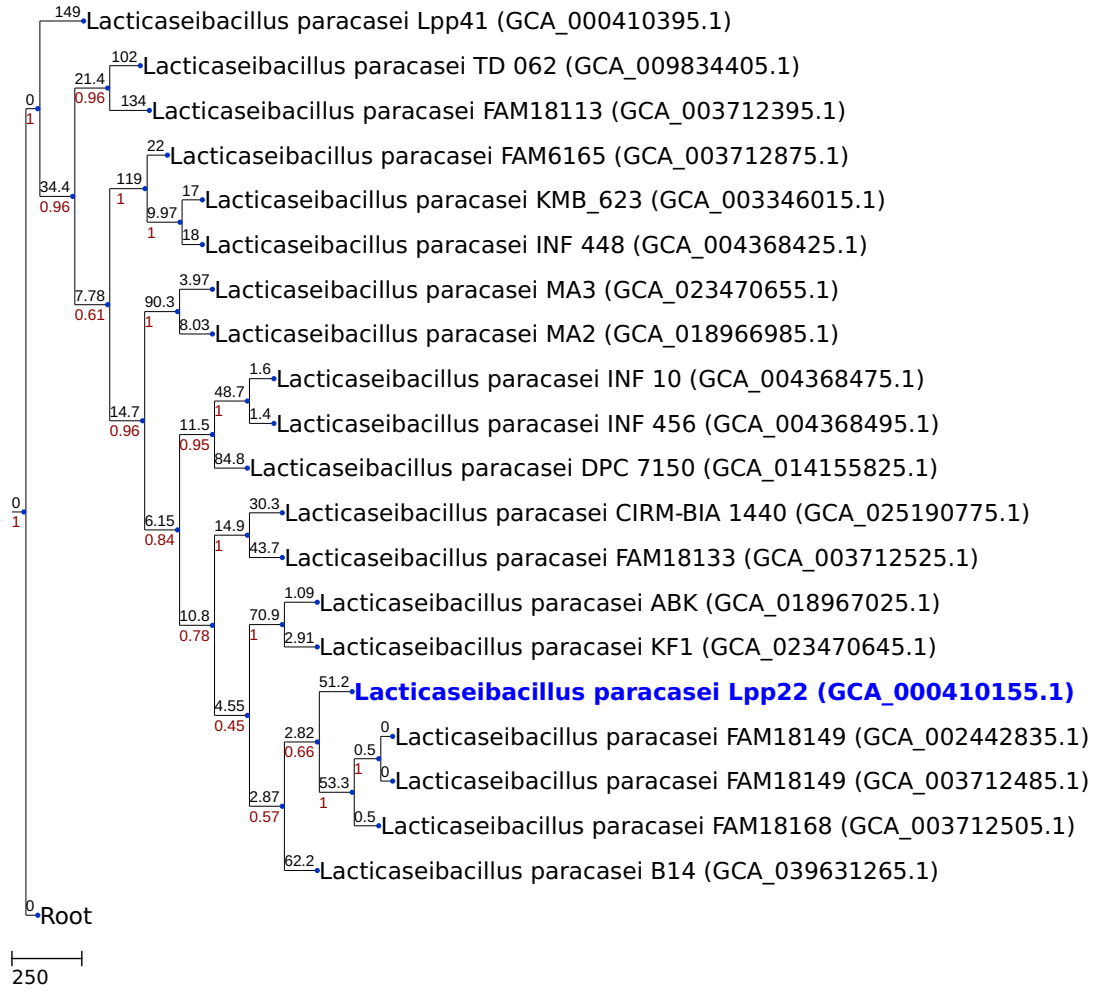 149 Lacticaseibacillus paracasei Lpp41 (GCA_000410395.1)
102 Lacticaseibacillus paracasei TD 062 (GCA_009834405.1)
21.4
0.96
134 Lacticaseibacillus paracasei FAM18113 (GCA_003712395.1)
0
1
22 Lacticaseibacillus paracasei FAM6165 (GCA_003712875.1)
34.4
0.96
119
1
17 Lacticaseibacillus paracasei KMB_623 (GCA_003346015.1)
9.97
1
18 Lacticaseibacillus paracasei INF 448 (GCA_004368425.1)
7.78
0.61
3.97 Lacticaseibacillus paracasei MA3 (GCA_023470655.1)
90.3
1
8.03 Lacticaseibacillus paracasei MA2 (GCA_018966985.1)
1.6 Lacticaseibacillus paracasei INF 10 (GCA_004368475.1)
48.7
1
1.4 Lacticaseibacillus paracasei INF 456 (GCA_004368495.1)
14.7
0.96
11.5
0.95
84.8 Lacticaseibacillus paracasei DPC 7150 (GCA_014155825.1)
0
1
30.3 Lacticaseibacillus paracasei CIRM-BIA 1440 (GCA_025190775.1)
6.15
0.84
14.9
1
43.7 Lacticaseibacillus paracasei FAM18133 (GCA_003712525.1)
1.09 Lacticaseibacillus paracasei ABK (GCA_018967025.1)
10.8
0.78
70.9
1
2.91 Lacticaseibacillus paracasei KF1 (GCA_023470645.1)
51.2 Lacticaseibacillus paracasei Lpp22 (GCA_000410155.1)
4.55
0.45
2.82
0.66
0 Lacticaseibacillus paracasei FAM18149 (GCA_002442835.1)
0.5
1
0 Lacticaseibacillus paracasei FAM18149 (GCA_003712485.1)
53.3
1
2.87
0.57
0.5 Lacticaseibacillus paracasei FAM18168 (GCA_003712505.1)
62.2 Lacticaseibacillus paracasei B14 (GCA_039631265.1)
0 Root
250